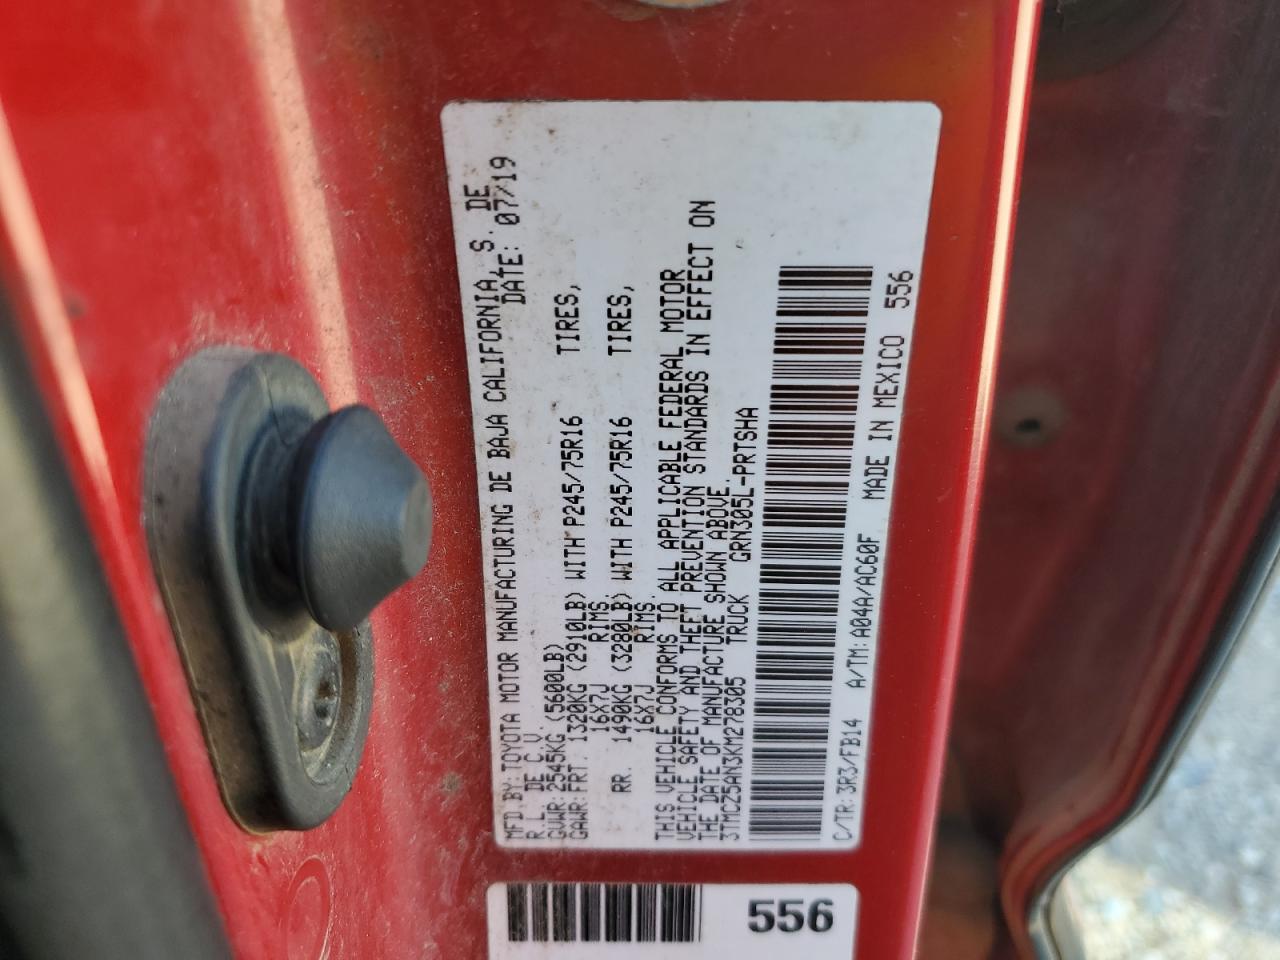 MFD.BY: TOYOTA MOTOR MANUFACTURING DE BAJA CALIFORNIA, S. DE
R.L. DE C.V. DATE: 07/19
GVWR: 2545KG (5600LB)
GAWR: FRT. 1320KG (2910LB) WITH P245/75R16 TIRES,
16X7J RIMS
RR. 1490KG (3280LB) WITH P245/75R16 TIRES,
16X7J RIMS.
THIS VEHICLE CONFORMS TO ALL APPLICABLE FEDERAL MOTOR
VEHICLE SAFETY AND THEFT PREVENTION STANDARDS IN EFFECT ON
THE DATE OF MANUFACTURE SHOWN ABOVE.
3TMCZ5AN3KM278305 TRUCK GRN305L-PRTSHA
C/TR: 3R3/FB14 A/TM: A04A/AC60F MADE IN MEXICO 556
556